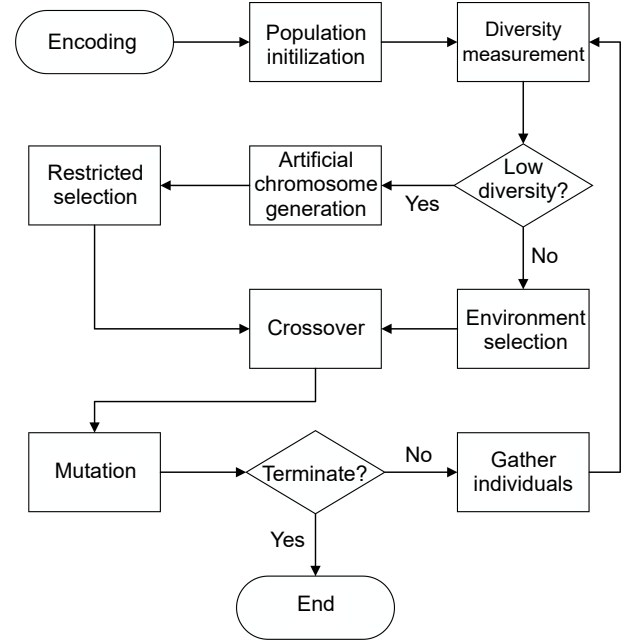 Encoding
Population
initilization
Diversity
measurement
Low
diversity?
Yes
Artificial
chromosome
generation
Restricted
selection
No
Environment
selection
Crossover
Mutation
Terminate?
No
Gather
individuals
Yes
End